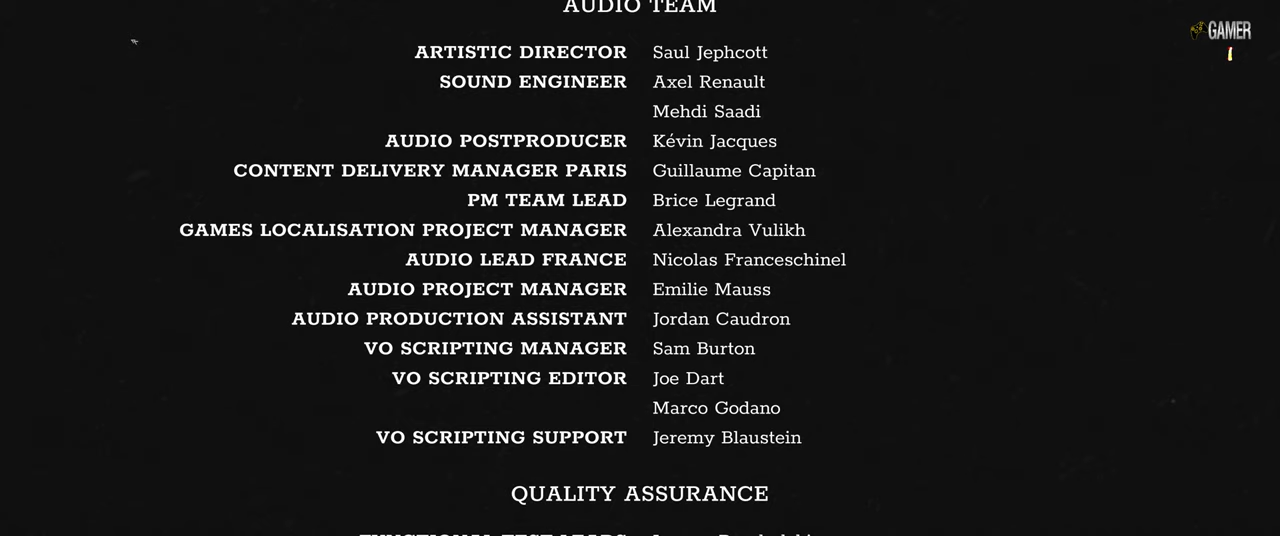 AUDIO TEAM
GAMER
ARTISTIC DIRECTOR Saul Jephcott
SOUND ENGINEER Axel Renault
Mehdi Saadi
AUDIO POSTPRODUCER Kévin Jacques
CONTENT DELIVERY MANAGER PARIS Guillaume Capitan
PM TEAM LEAD Brice Legrand
GAMES LOCALISATION PROJECT MANAGER Alexandra Vulikh
AUDIO LEAD FRANCE Nicolas Franceschinel
AUDIO PROJECT MANAGER Emilie Mauss
AUDIO PRODUCTION ASSISTANT Jordan Caudron
VO SCRIPTING MANAGER Sam Burton
VO SCRIPTING EDITOR Joe Dart
Marco Godano
VO SCRIPTING SUPPORT Jeremy Blaustein
QUALITY ASSURANCE